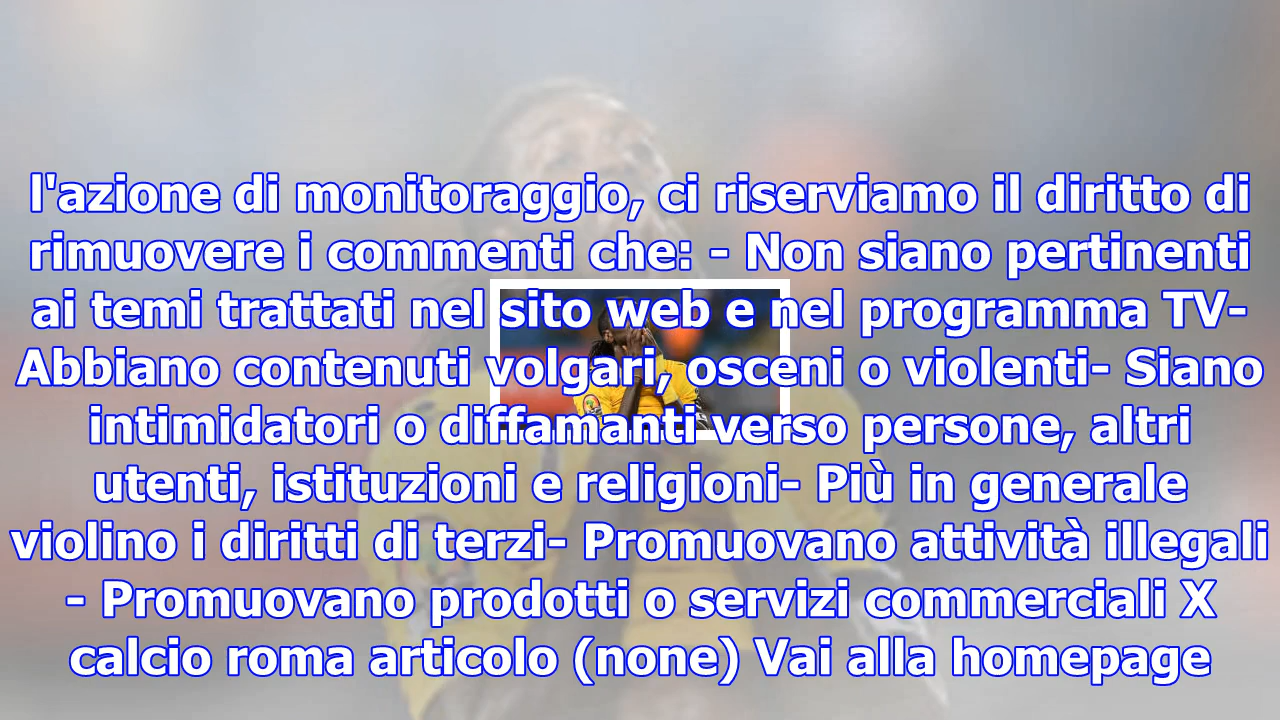 l'azione di monitoraggio, ci riserviamo il diritto di
rimuovere i commenti che: - Non siano pertinenti
ai temi trattati nel sito web e nel programma TV-
Abbiano contenuti volgari, osceni o violenti- Siano
intimidatori o diffamanti verso persone, altri
utenti, istituzioni e religioni- Più in generale
violino i diritti di terzi- Promuovano attività illegali
- Promuovano prodotti o servizi commerciali X
calcio roma articolo (none) Vai alla homepage